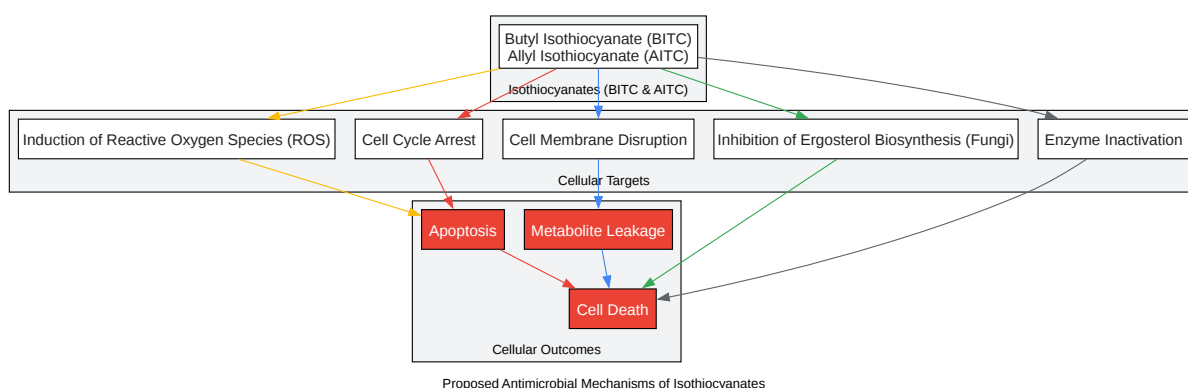 Butyl Isothiocyanate (BITC)
Allyl Isothiocyanate (AITC)
Isothiocyanates (BITC & AITC)
Induction of Reactive Oxygen Species (ROS)
Cell Cycle Arrest
Cell Membrane Disruption
Inhibition of Ergosterol Biosynthesis (Fungi)
Enzyme Inactivation
Cellular Targets
Apoptosis
Metabolite Leakage
Cell Death
Cellular Outcomes
Proposed Antimicrobial Mechanisms of Isothiocyanates